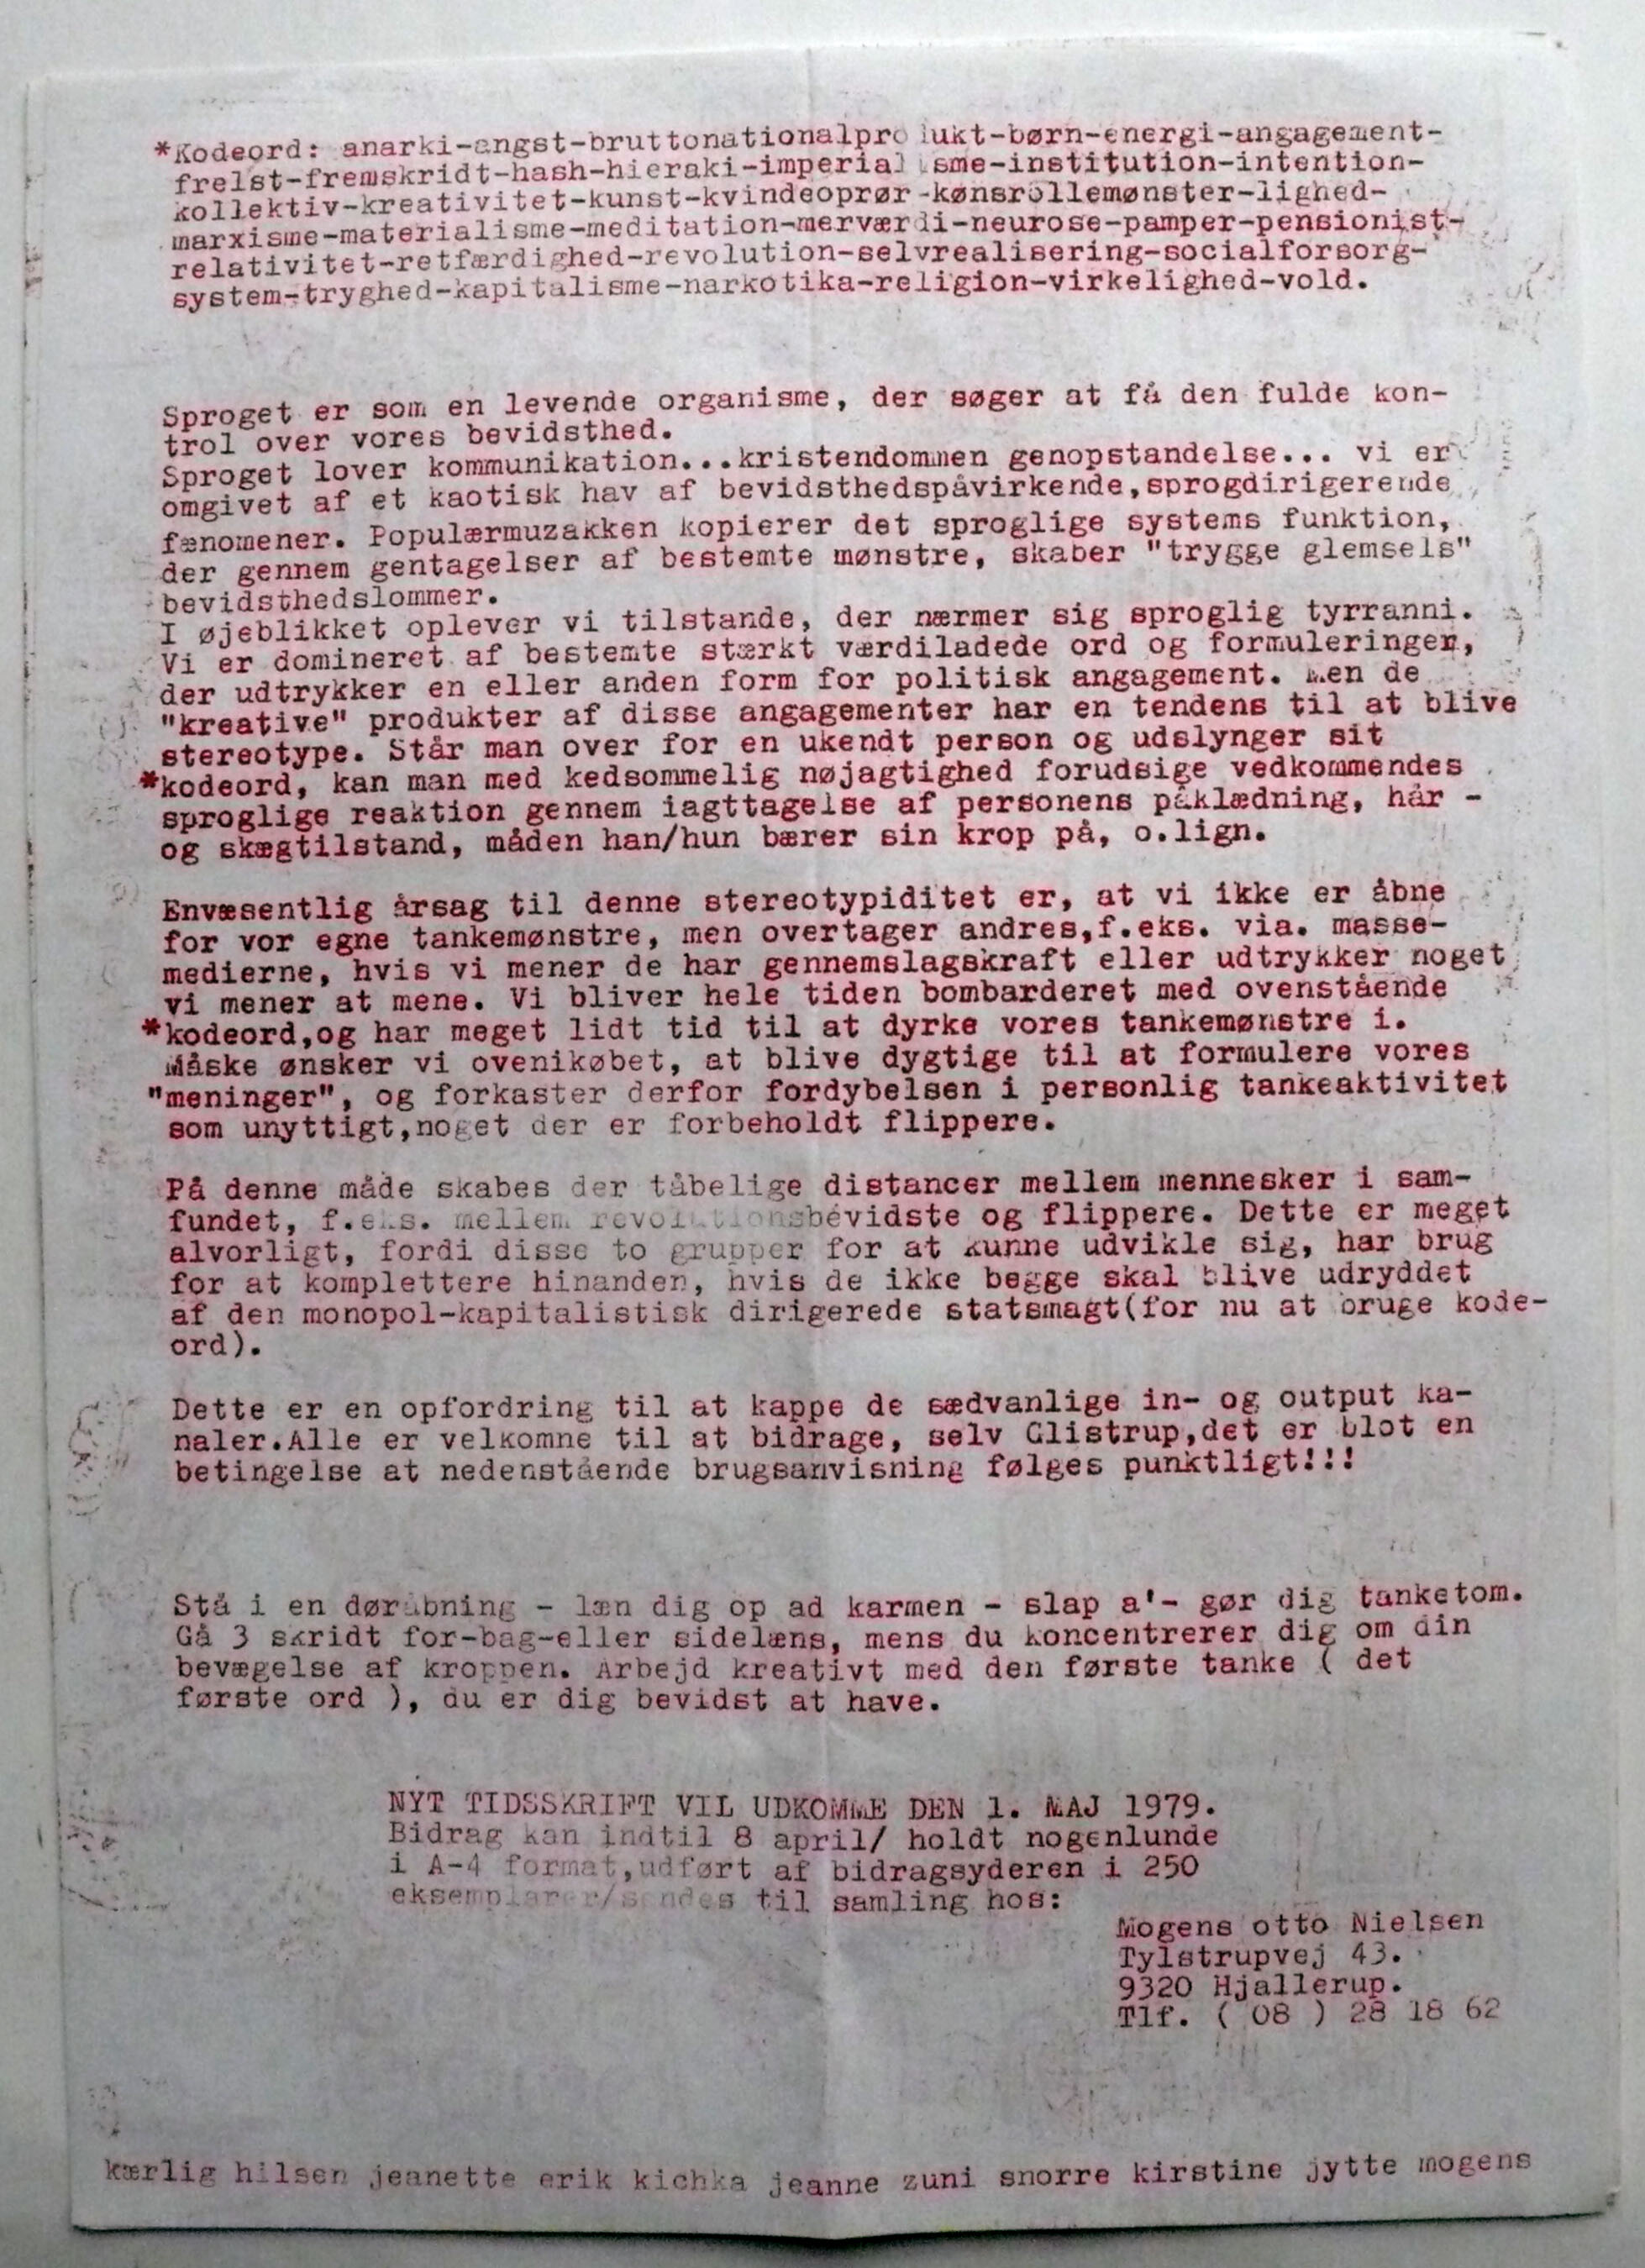 *Kodeord: anarki-angst-bruttonationalprodukt-børn-energi-angagement-
frelst-fremskridt-hash-hieraki-imperialisme-institution-intention-
kollektiv-kreativitet-kunst-kvindeoprør-kønsrollemønster-lighed-
marxisme-materialisme-meditation-merværdi-neurose-pamper-pensionist-
relativitet-retfærdighed-revolution-selvrealisering-socialforsorg-
system-tryghed-kapitalisme-narkotika-religion-virkelighed-vold.
Sproget er som en levende organisme, der søger at få den fulde kon-
trol over vores bevidsthed.
Sproget lover kommunikation...kristendommen genopstandelse... vi er
omgivet af et kaotisk hav af bevidsthedspåvirkende,sprogdirigerende
fænomener. Populærmuzakken kopierer det sproglige systems funktion,
der gennem gentagelser af bestemte mønstre, skaber "trygge glemsels"
bevidsthedslommer.
I øjeblikket oplever vi tilstande, der nærmer sig sproglig tyrranni.
Vi er domineret af bestemte stærkt værdiladede ord og formuleringer,
der udtrykker en eller anden form for politisk angagement. Men de
"kreative" produkter af disse angagementer har en tendens til at blive
stereotype. Står man over for en ukendt person og udslynger sit
*kodeord, kan man med kedsommelig nøjagtighed forudsige vedkommendes
sproglige reaktion gennem iagttagelse af personens påklædning, hår -
og skægtilstand, måden han/hun bærer sin krop på, o.lign.
Envæsentlig årsag til denne stereotypiditet er, at vi ikke er åbne
for vor egne tankemønstre, men overtager andres,f.eks. via. masse-
medierne, hvis vi mener de har gennemslagskraft eller udtrykker noget
vi mener at mene. Vi bliver hele tiden bombarderet med ovenstående
*kodeord,og har meget lidt tid til at dyrke vores tankemønstre i.
Måske ønsker vi ovenikøbet, at blive dygtige til at formulere vores
"meninger", og forkaster derfor fordybelsen i personlig tankeaktivitet
som unyttigt,noget der er forbeholdt flippere.
På denne måde skabes der tåbelige distancer mellem mennesker i sam-
fundet, f.eks. mellem revolutionsbevidste og flippere. Dette er meget
alvorligt, fordi disse to grupper for at kunne udvikle sig, har brug
for at komplettere hinanden, hvis de ikke begge skal blive udryddet
af den monopol-kapitalistisk dirigerede statsmagt(for nu at bruge kode-
ord).
Dette er en opfordring til at kappe de sædvanlige in- og output ka-
naler.Alle er velkomne til at bidrage, selv Glistrup,det er blot en
betingelse at nedenstående brugsanvisning følges punktligt!!!
Stå i en døråbning - læn dig op ad karmen - slap a'- gør dig tanketom.
Gå 3 skridt for-bag-eller sidelæns, mens du koncentrerer dig om din
bevægelse af kroppen. Arbejd kreativt med den første tanke ( det
første ord ), du er dig bevidst at have.
NYT TIDSSKRIFT VIL UDKOMME DEN 1. MAJ 1979.
Bidrag kan indtil 8 april/ holdt nogenlunde
i A-4 format,udført af bidragsyderen i 250
eksemplarer/sendes til samling hos:
Mogens otto Nielsen
Tylstrupvej 43.
9320 Hjallerup.
Tlf. ( 08 ) 28 18 62
kærlig hilsen jeanette erik kichka jeanne zuni snorre kirstine jytte mogens